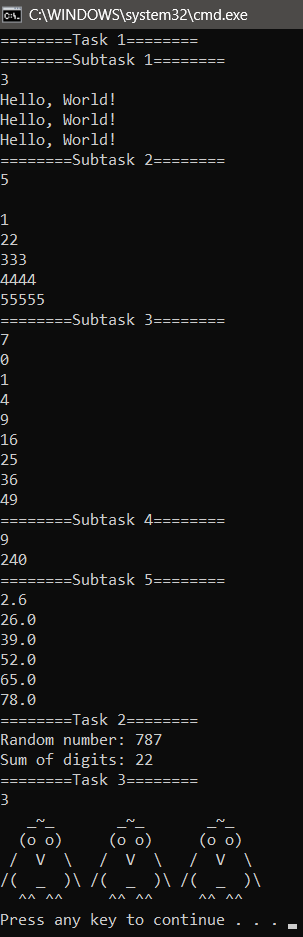 C:\WINDOWS\system32\cmd.exe
========Task 1========
========Subtask 1========
3
Hello, World!
Hello, World!
Hello, World!
========Subtask 2========
5

1
22
333
4444
55555
========Subtask 3========
7
0
1
4
9
16
25
36
49
========Subtask 4========
9
240
========Subtask 5========
2.6
26.0
39.0
52.0
65.0
78.0
========Task 2========
Random number: 787
Sum of digits: 22
========Task 3========
3
   _~_       _~_       _~_
  (o o)     (o o)     (o o)
 /  V  \   /  V  \   /  V  \
/(  _  )\ /(  _  )\ /(  _  )\
  ^^ ^^     ^^ ^^     ^^ ^^
Press any key to continue . . .